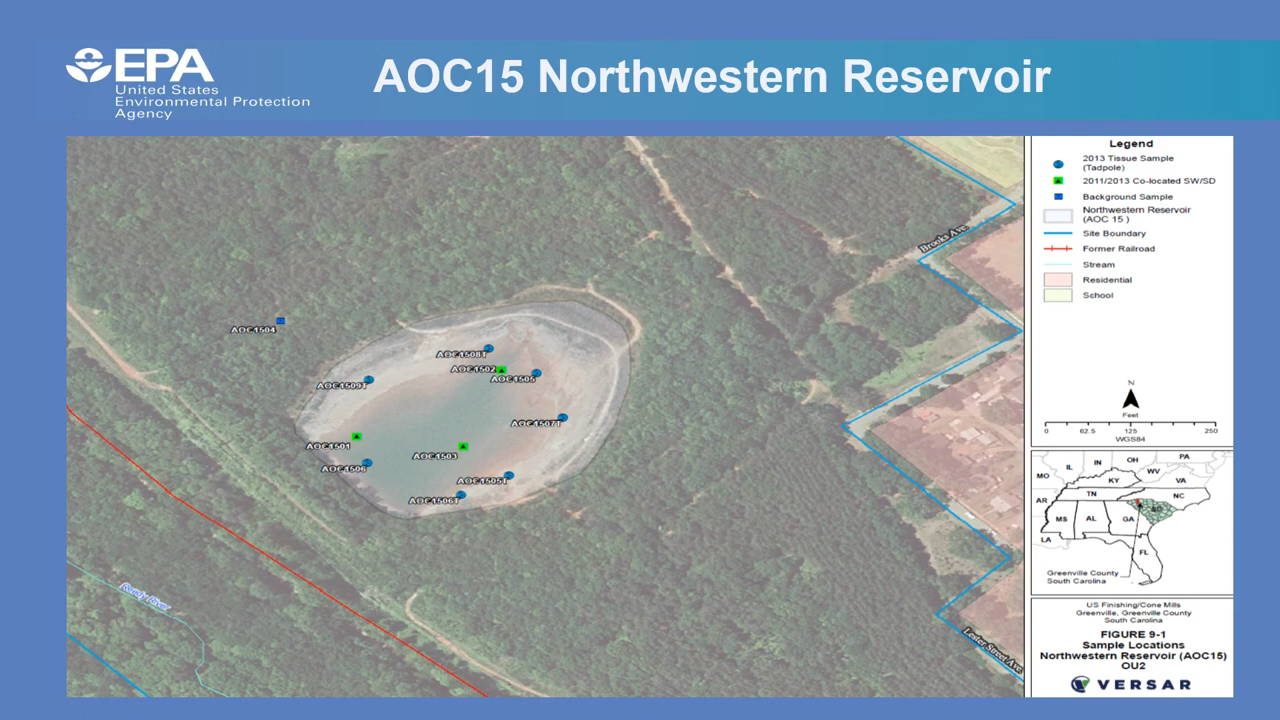 EPA
United States
Environmental Protection
Agency
AOC15 Northwestern Reservoir
Brooks Ave.
AOC1504
AOC1508T
AOC1502
AOC1505
AOC1509T
AOC1507T
AOC1501
AOC1503
AOC1506
AOC1505T
AOC1506T
Reedy River
Lester Street Ave.
Legend
2013 Tissue Sample
(Tadpole)
2011/2013 Co-located SW/SD
Background Sample
Northwestern Reservoir
(AOC 15 )
Site Boundary
Former Railroad
Stream
Residential
School
N
Feet
0 62.5 125 250
WGS84
PA
OH
IN
IL
MO
WV
KY
VA
NC
TN
AR
SC
MS
AL
GA
LA
FL
Greenville County
South Carolina
US Finishing/Cone Mills
Greenville, Greenville County
South Carolina
FIGURE 9-1
Sample Locations
Northwestern Reservoir (AOC15)
OU2
VERSAR